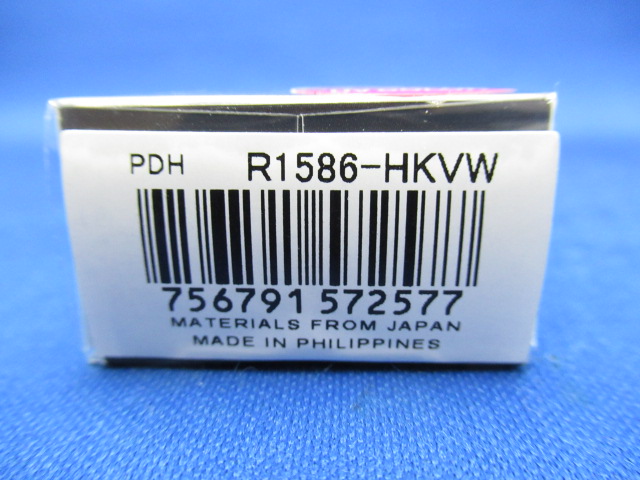 PDH R1586-HKVW
756791 572577
MATERIALS FROM JAPAN
MADE IN PHILIPPINES